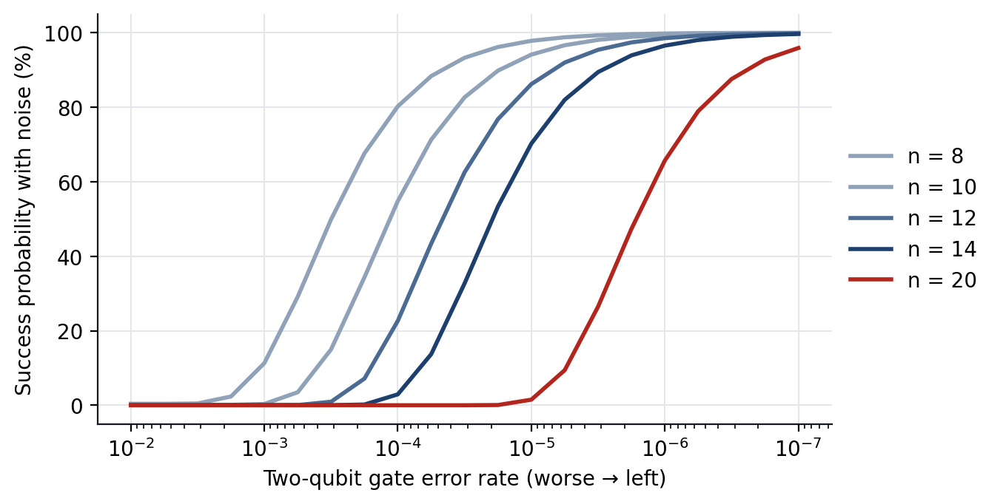 Success probability with noise (%)
100
80
60
40
20
0
10⁻²
10⁻³
10⁻⁴
10⁻⁵
10⁻⁶
10⁻⁷
Two-qubit gate error rate (worse → left)
n = 8
n = 10
n = 12
n = 14
n = 20